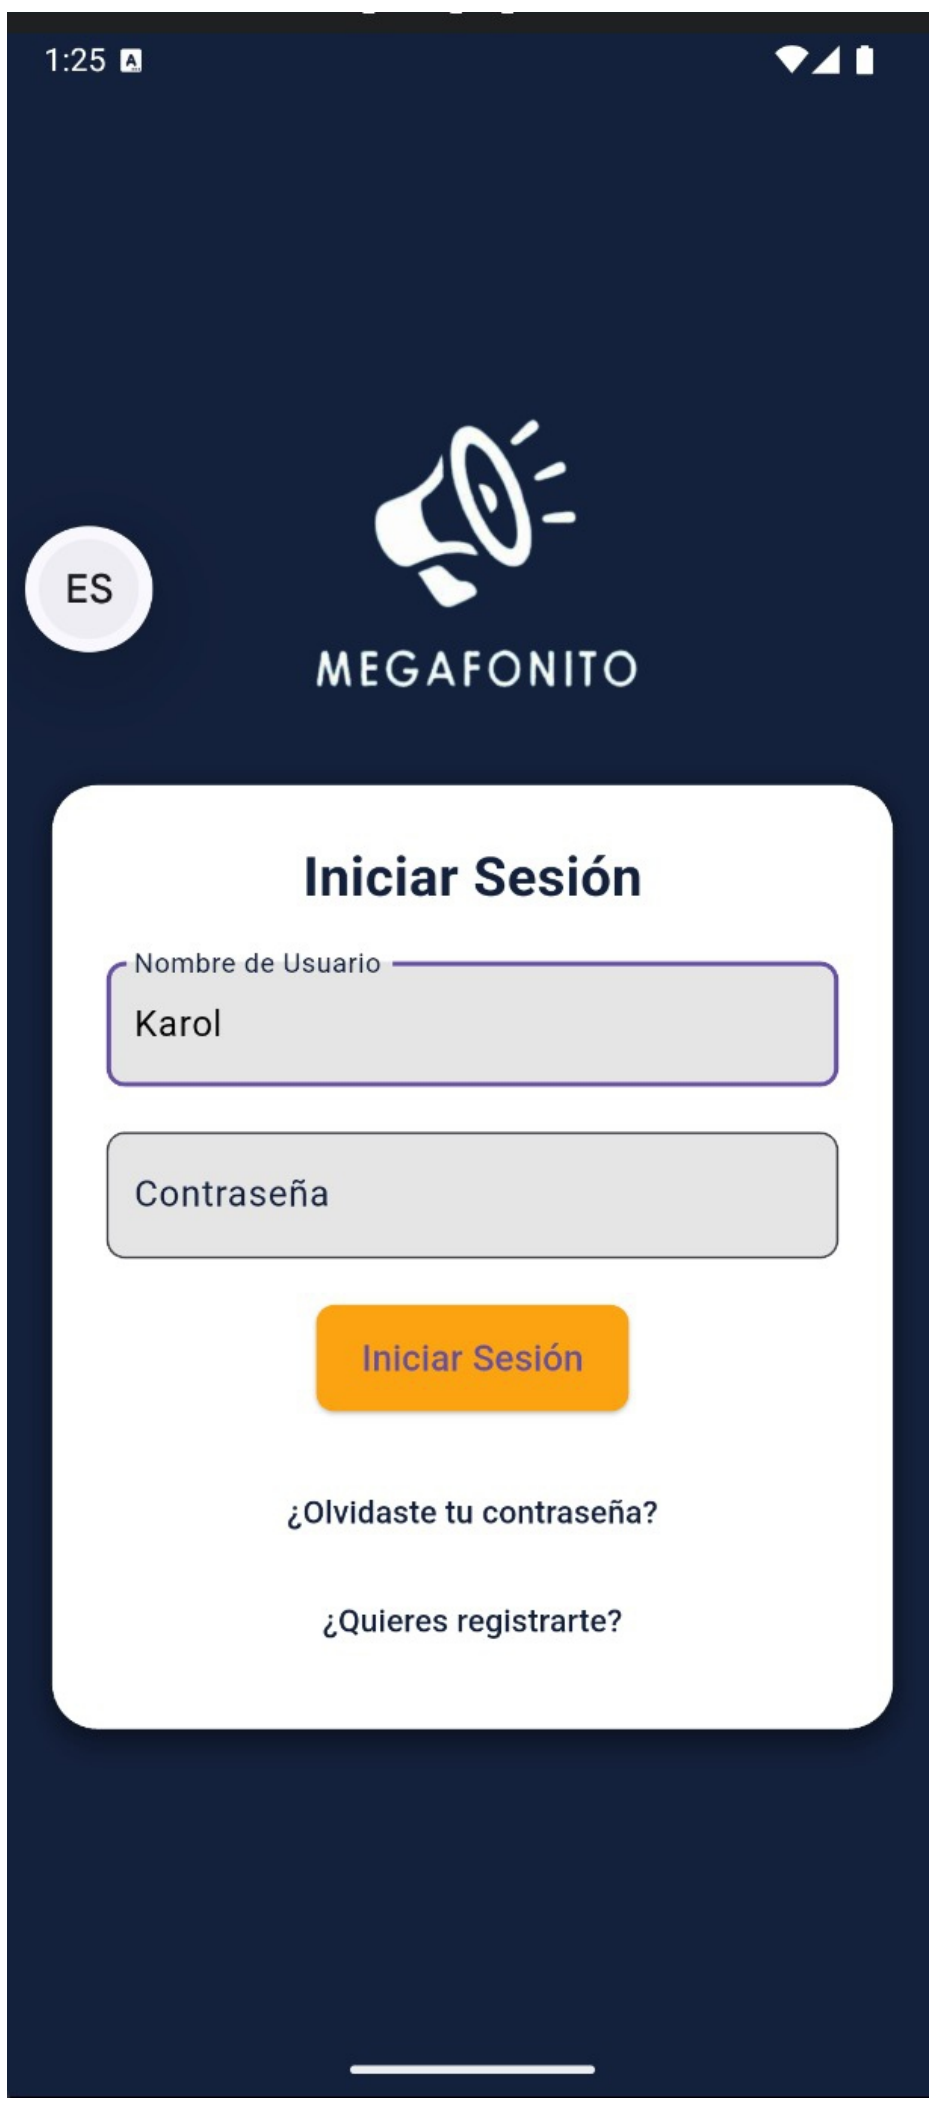 1:25 A
ES
MEGAFONITO
Iniciar Sesión
Nombre de Usuario
Karol
Contraseña
Iniciar Sesión
¿Olvidaste tu contraseña?
¿Quieres registrarte?